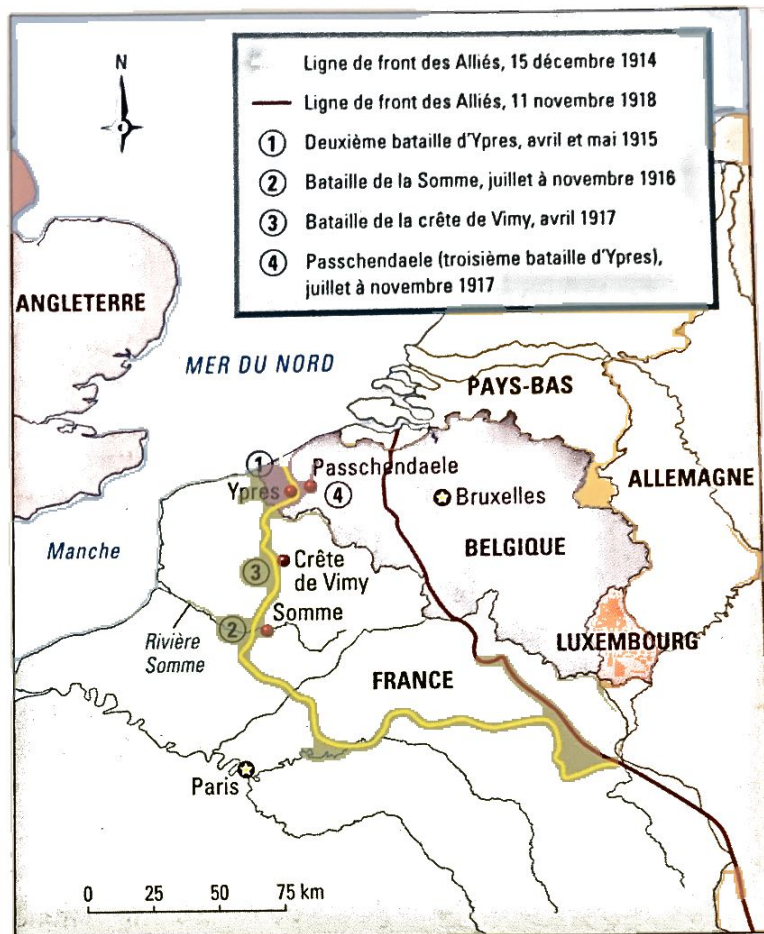 N
Ligne de front des Alliés, 15 décembre 1914
Ligne de front des Alliés, 11 novembre 1918
1 Deuxième bataille d'Ypres, avril et mai 1915
2 Bataille de la Somme, juillet à novembre 1916
3 Bataille de la crête de Vimy, avril 1917
4 Passchendaele (troisième bataille d'Ypres),
juillet à novembre 1917
ANGLETERRE
MER DU NORD
PAYS-BAS
ALLEMAGNE
1
Passchendaele
Ypres
4
Bruxelles
BELGIQUE
Manche
3
Crête
de Vimy
2
Somme
Rivière
Somme
LUXEMBOURG
FRANCE
Paris
0 25 50 75 km